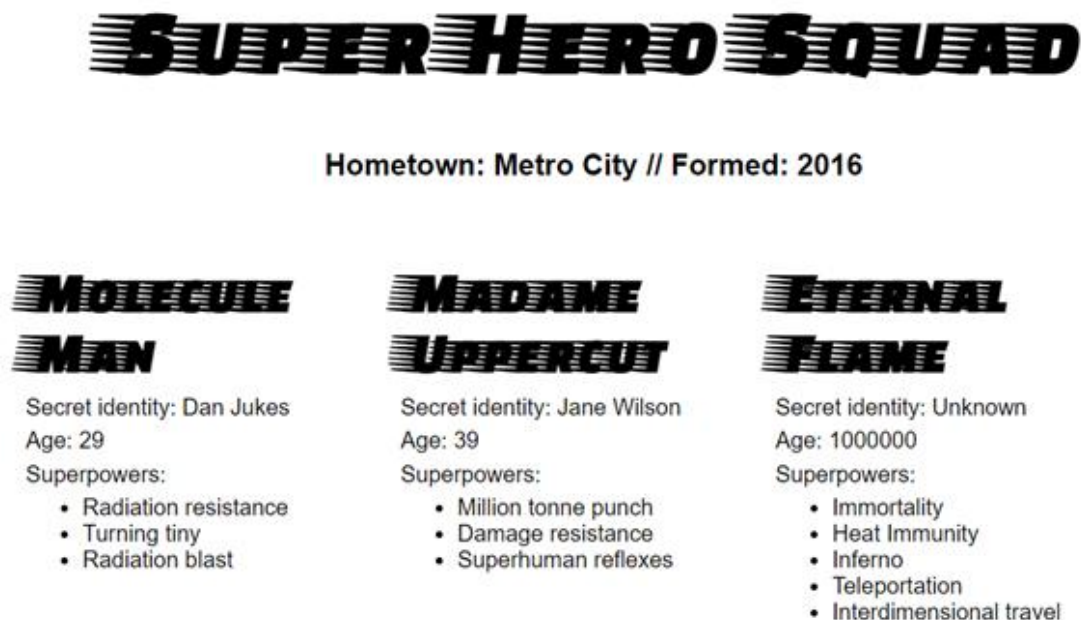 Super Hero Squad
Hometown: Metro City // Formed: 2016
Molecule
Man
Secret identity: Dan Jukes
Age: 29
Superpowers:
• Radiation resistance
• Turning tiny
• Radiation blast
Madame
Uppercut
Secret identity: Jane Wilson
Age: 39
Superpowers:
• Million tonne punch
• Damage resistance
• Superhuman reflexes
Eternal
Flame
Secret identity: Unknown
Age: 1000000
Superpowers:
• Immortality
• Heat Immunity
• Inferno
• Teleportation
• Interdimensional travel